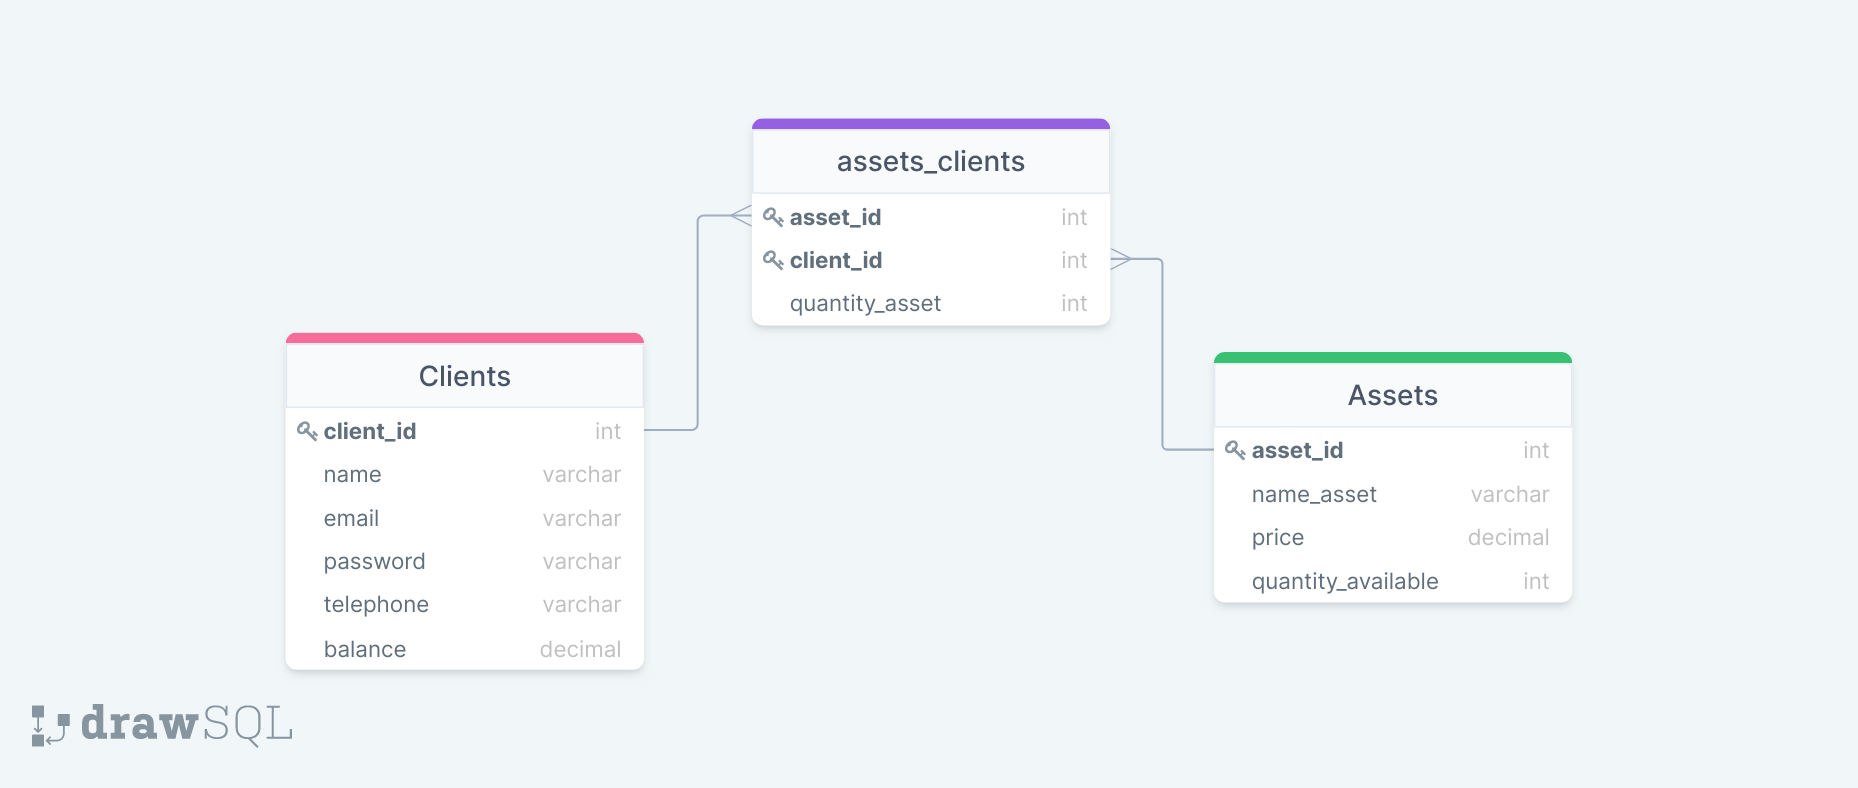 assets_clients
asset_id int
client_id int
quantity_asset int
Clients
client_id int
name varchar
email varchar
password varchar
telephone varchar
balance decimal
Assets
asset_id int
name_asset varchar
price decimal
quantity_available int
drawSQL